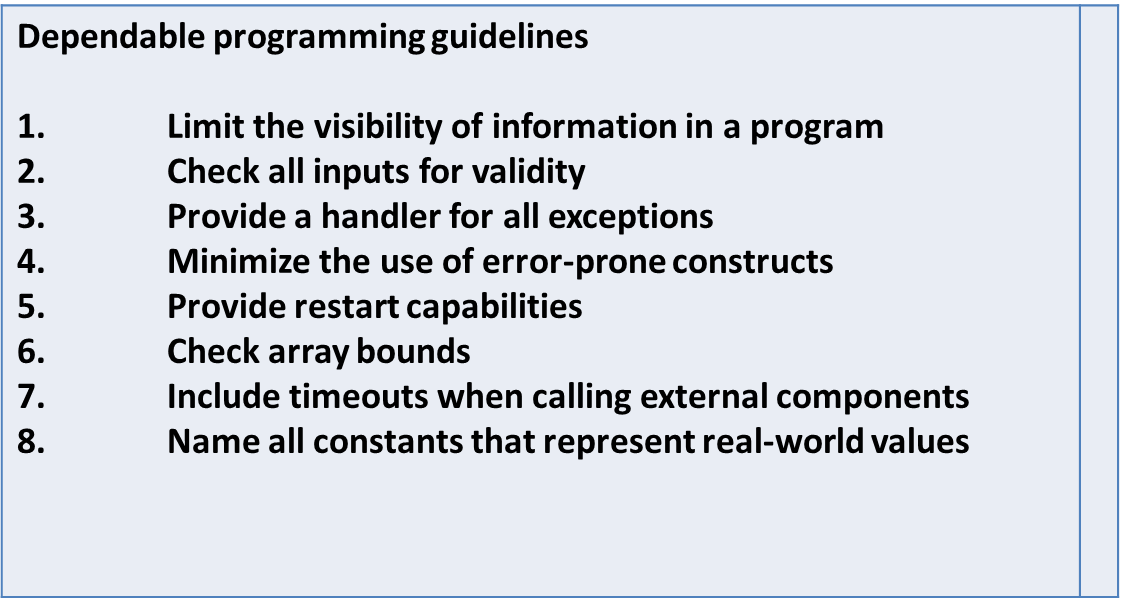 Dependable programming guidelines
1. Limit the visibility of information in a program
2. Check all inputs for validity
3. Provide a handler for all exceptions
4. Minimize the use of error-prone constructs
5. Provide restart capabilities
6. Check array bounds
7. Include timeouts when calling external components
8. Name all constants that represent real-world values